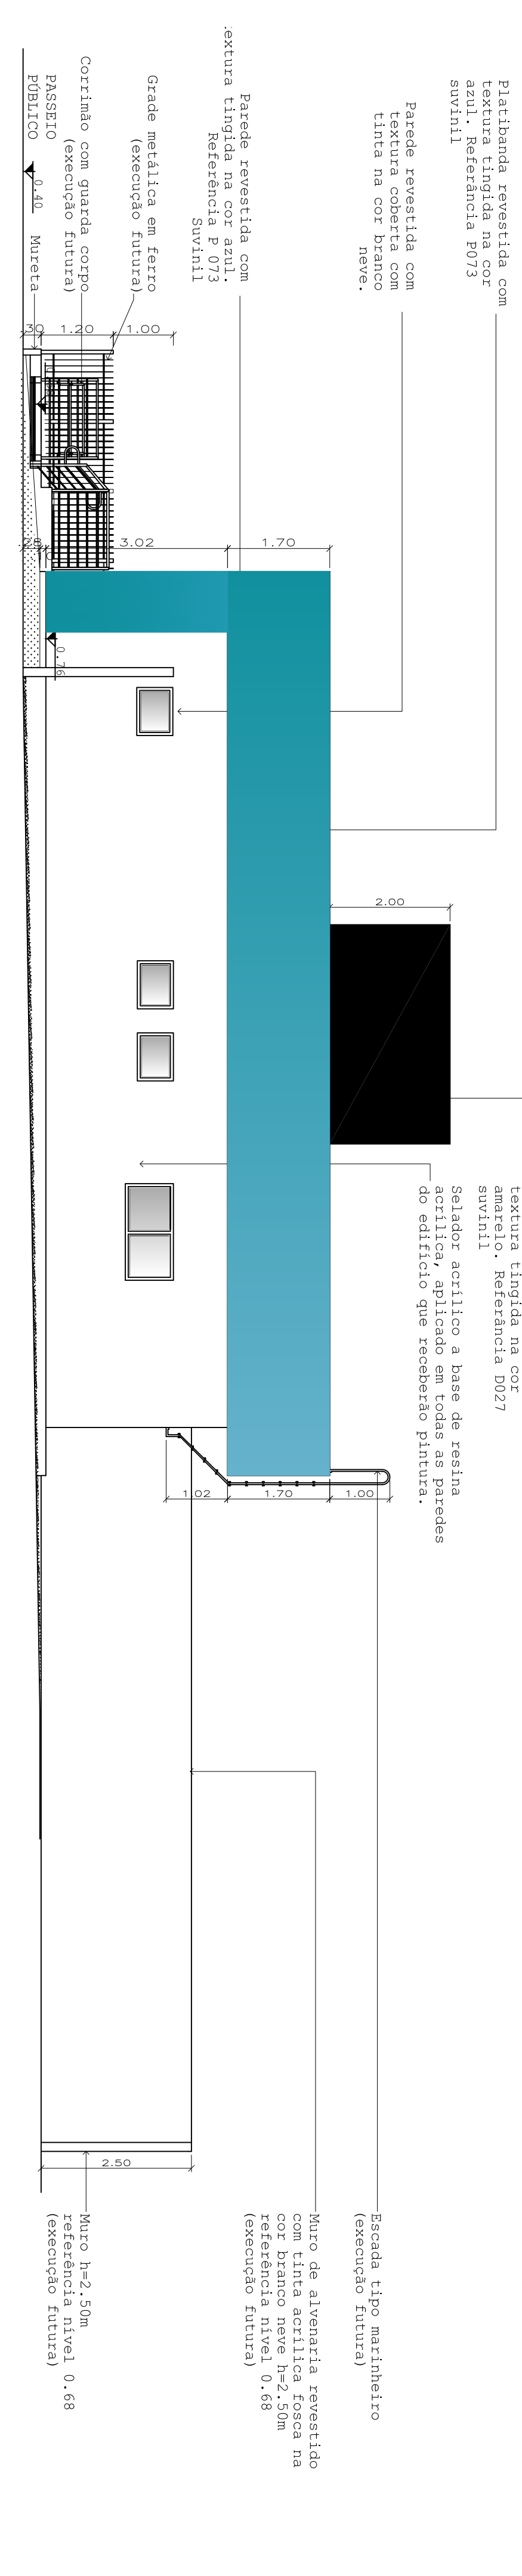 Platibanda revestida com
textura tingida na cor
azul. Referância P073
suvinil
Parede revestida com
textura coberta com
tinta na cor branco
neve.
Parede revestida com
textura tingida na cor azul.
Referência P 073
Suvinil
Grade metálica em ferro
(execução futura)
Corrimão com guarda corpo
(execução futura)
PASSEIO
PÚBLICO
0.40
Mureta
.30
1.20
1.00
3.02
1.70
0.76
2.00
textura tingida na cor
amarelo. Referância D027
suvinil
Selador acrílico a base de resina
acrílica, aplicado em todas as paredes
do edifício que receberão pintura.
1.02
1.70
1.00
2.50
Escada tipo marinheiro
(execução futura)
Muro de alvenaria revestido
com tinta acrílica fosca na
cor branco neve h=2.50m
referência nível 0.68
(execução futura)
Muro h=2.50m
referência nível 0.68
(execução futura)